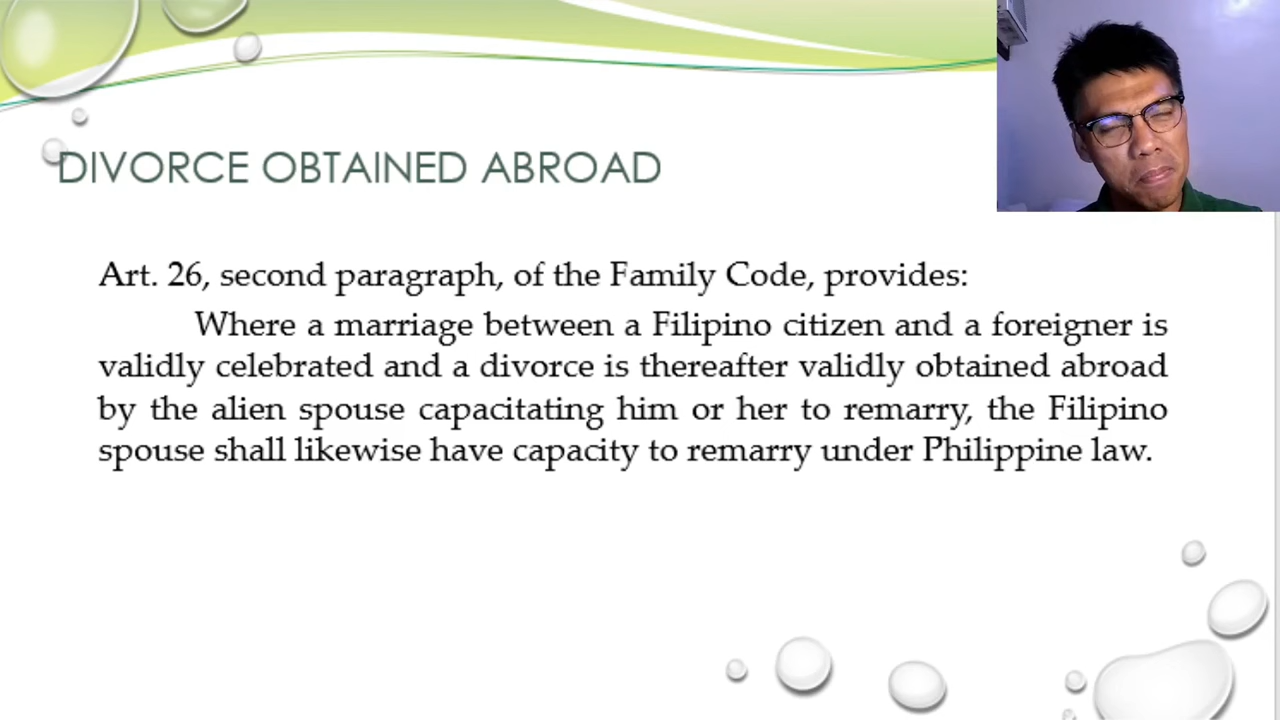 DIVORCE OBTAINED ABROAD
Art. 26, second paragraph, of the Family Code, provides:
Where a marriage between a Filipino citizen and a foreigner is
validly celebrated and a divorce is thereafter validly obtained abroad
by the alien spouse capacitating him or her to remarry, the Filipino
spouse shall likewise have capacity to remarry under Philippine law.